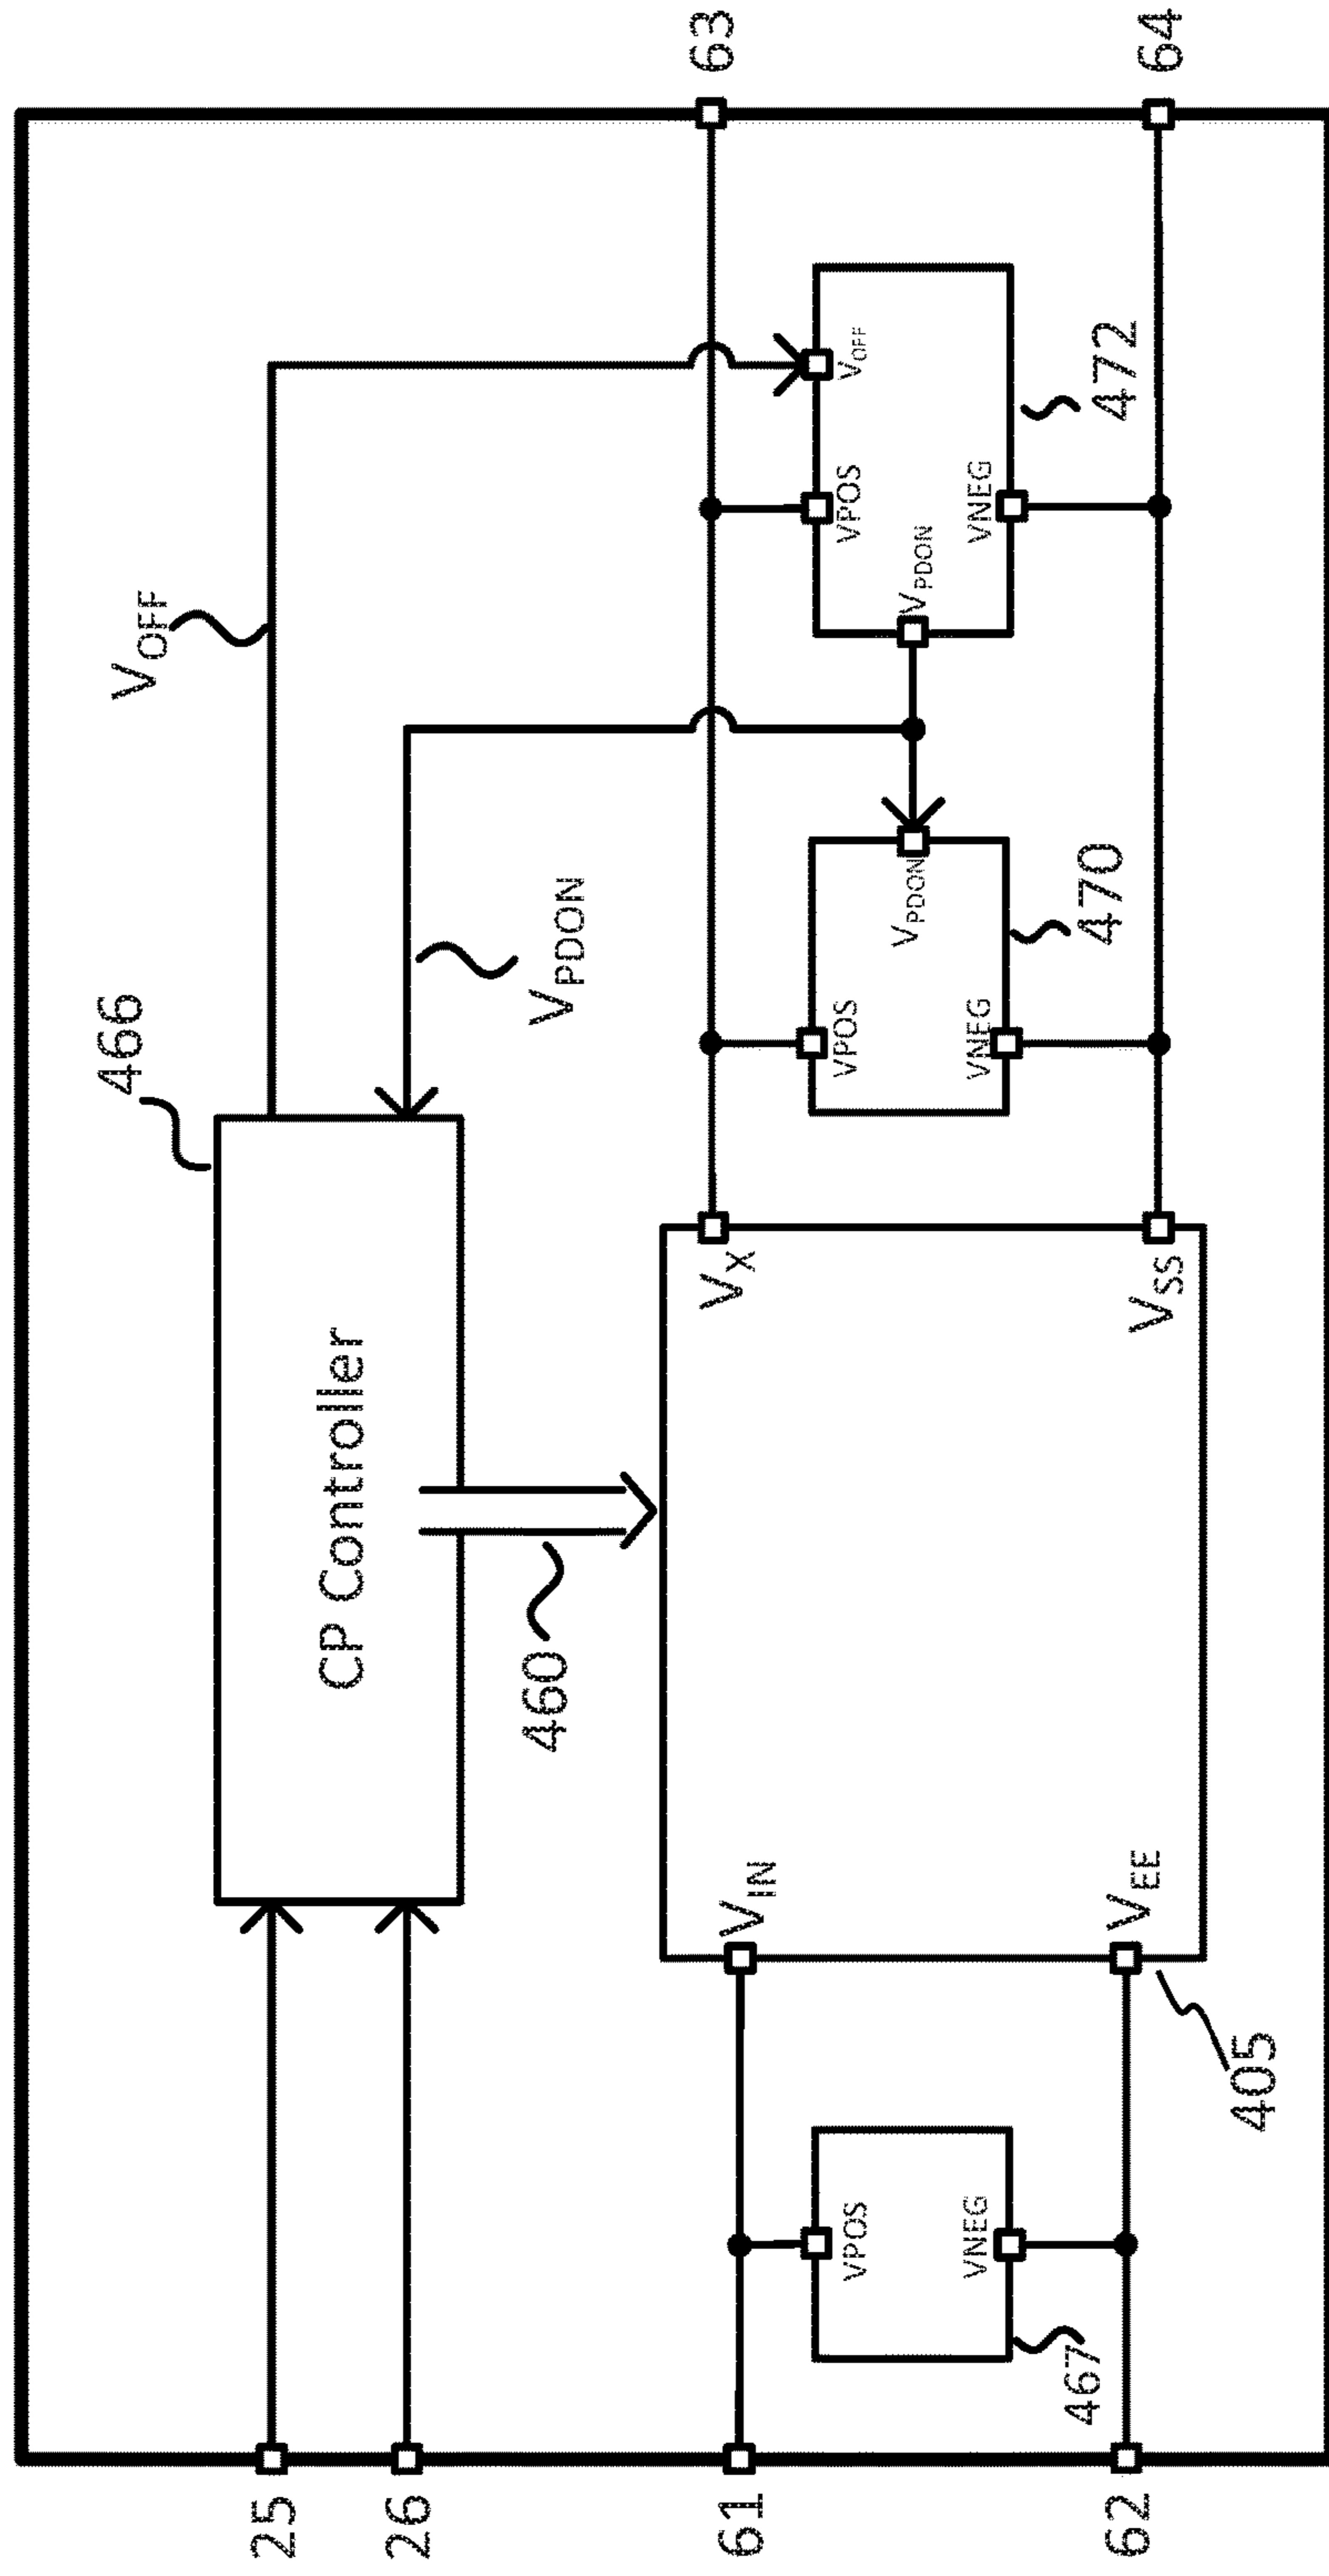 466
V_OFF
63
25
CP Controller
26
V_PDON
460
61
V_IN
V_X
VPOS
VPOS
VPOS
V_OFF
V_PDON
V_PDON
VNEG
VNEG
VNEG
467
470
472
62
V_EE
V_SS
64
405